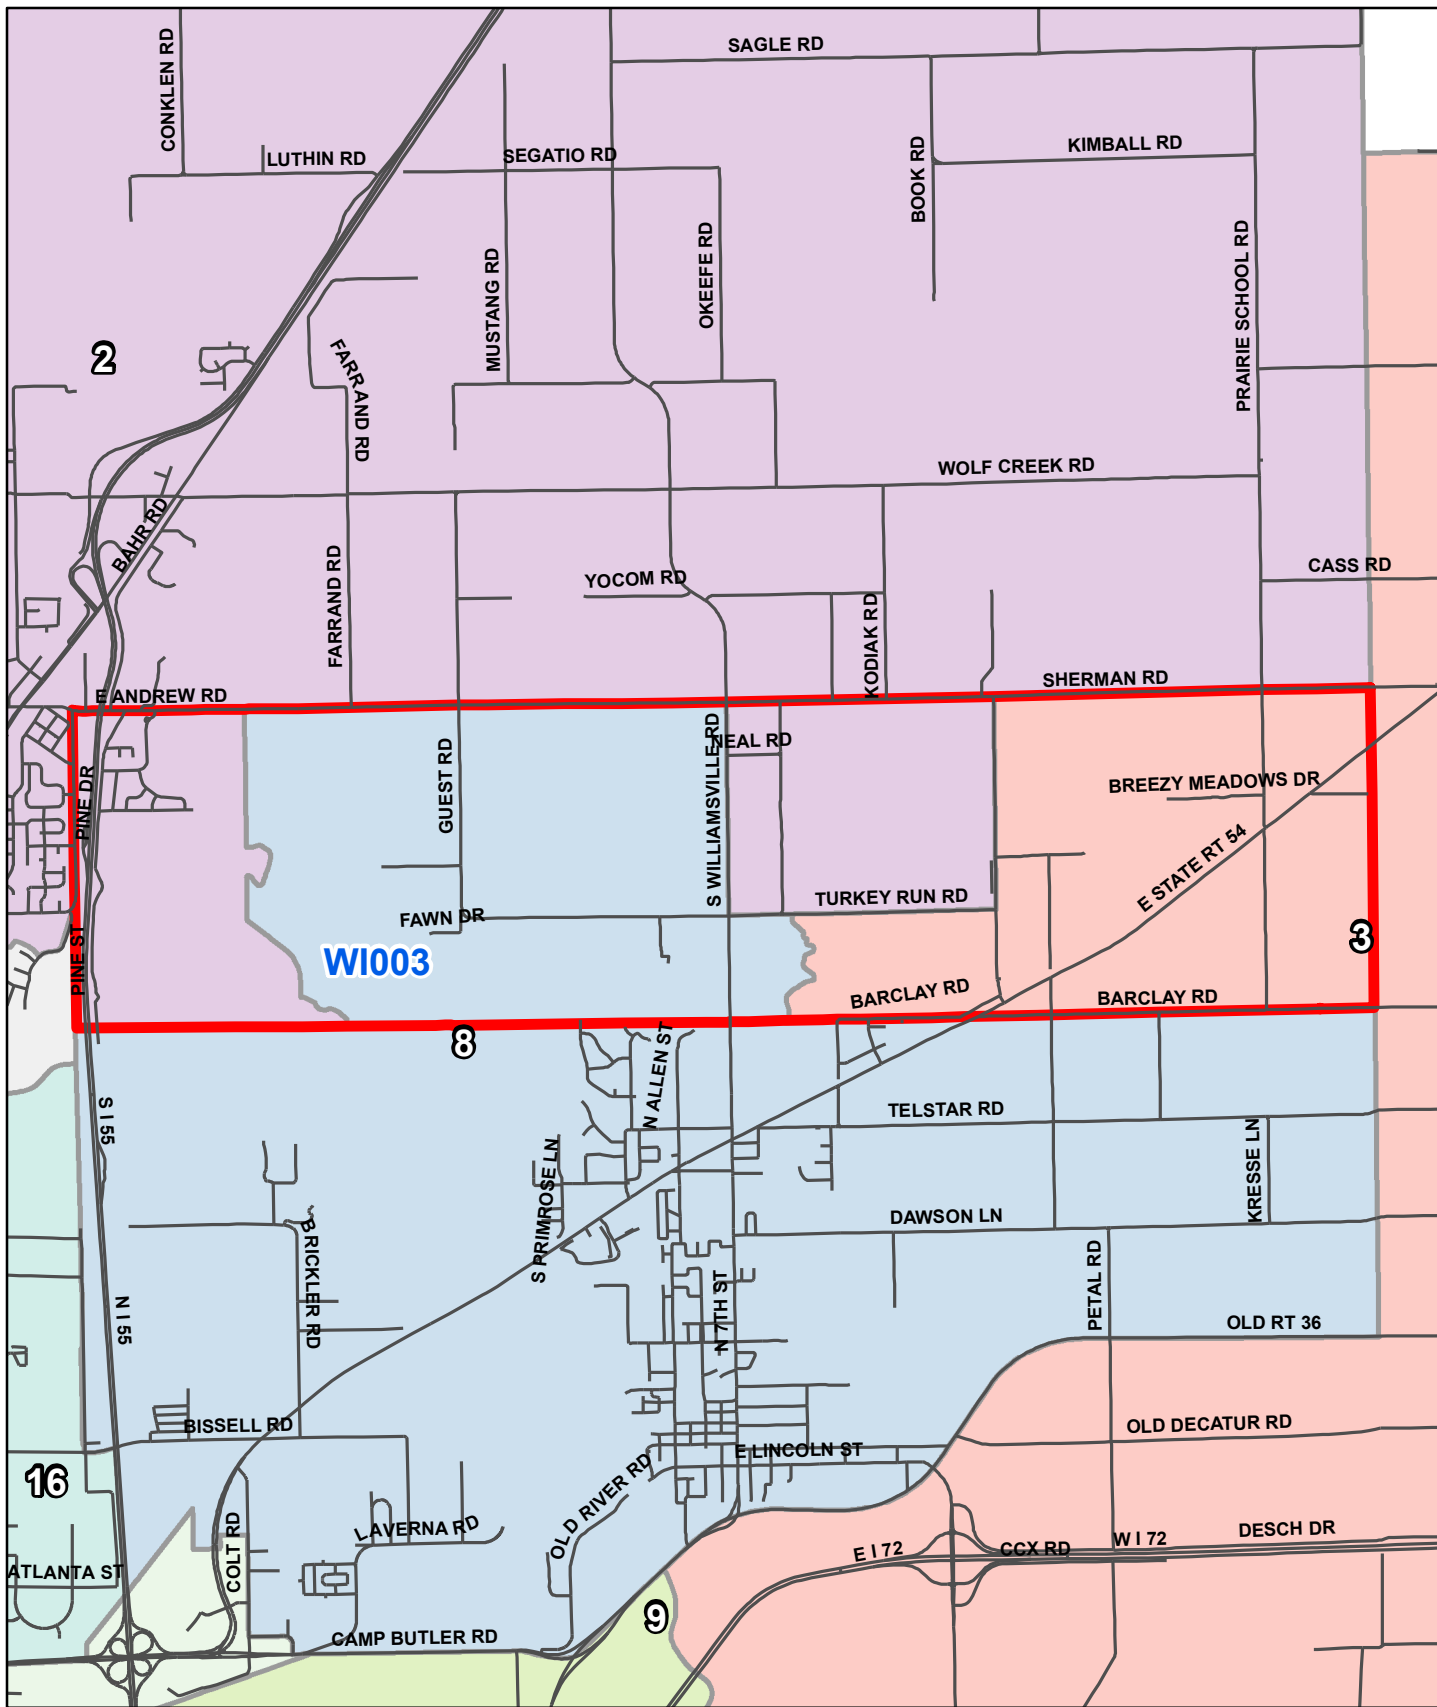 SAGLE RD
CONKLEN RD
LUTHIN RD
SEGATIO RD
KIMBALL RD
BOOK RD
OKEEFE RD
MUSTANG RD
PRAIRIE SCHOOL RD
2
FARRAND RD
WOLF CREEK RD
BAHR RD
FARRAND RD
YOCOM RD
CASS RD
KODIAK RD
E ANDREW RD
SHERMAN RD
S WILLIAMSVILLE RD
NEAL RD
GUEST RD
PINE DR
BREEZY MEADOWS DR
E STATE RT 54
TURKEY RUN RD
FAWN DR
3
WI003
PINE ST
BARCLAY RD
BARCLAY RD
8
N ALLEN ST
S I 55
TELSTAR RD
KRESSE LN
S PRIMROSE LN
DAWSON LN
BRICKLER RD
PETAL RD
N I 55
N 7TH ST
OLD RT 36
BISSELL RD
OLD DECATUR RD
E LINCOLN ST
16
OLD RIVER RD
LAVERNA RD
COLT RD
E I 72
CCX RD
W I 72
DESCH DR
ATLANTA ST
9
CAMP BUTLER RD